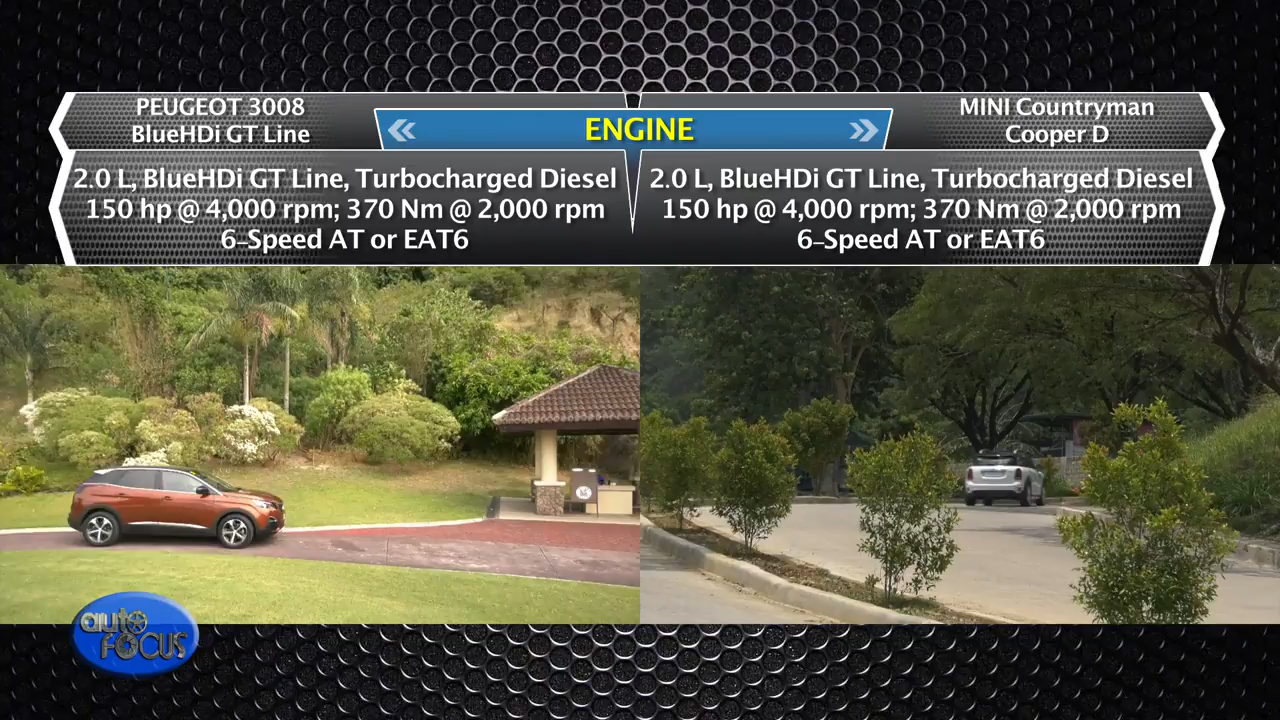 PEUGEOT 3008
BlueHDi GT Line
ENGINE
MINI Countryman
Cooper D
2.0 L, BlueHDi GT Line, Turbocharged Diesel
150 hp @ 4,000 rpm; 370 Nm @ 2,000 rpm
6-Speed AT or EAT6
2.0 L, BlueHDi GT Line, Turbocharged Diesel
150 hp @ 4,000 rpm; 370 Nm @ 2,000 rpm
6-Speed AT or EAT6
auto
FOCUS